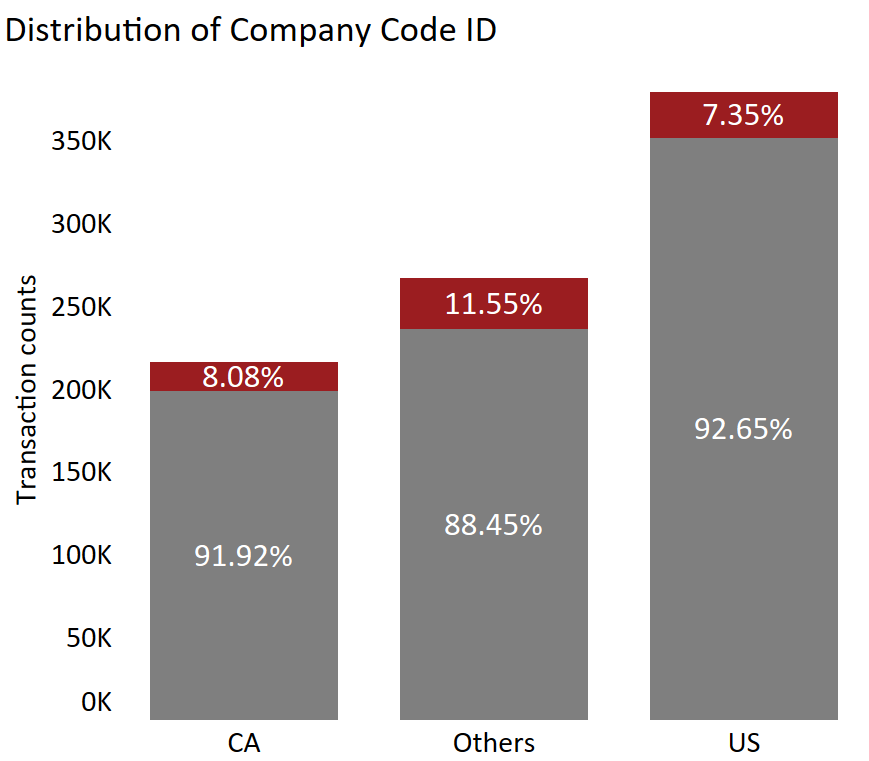 Distribution of Company Code ID
Transaction counts
350K
300K
250K
200K
150K
100K
50K
0K
7.35%
11.55%
8.08%
92.65%
88.45%
91.92%
CA
Others
US